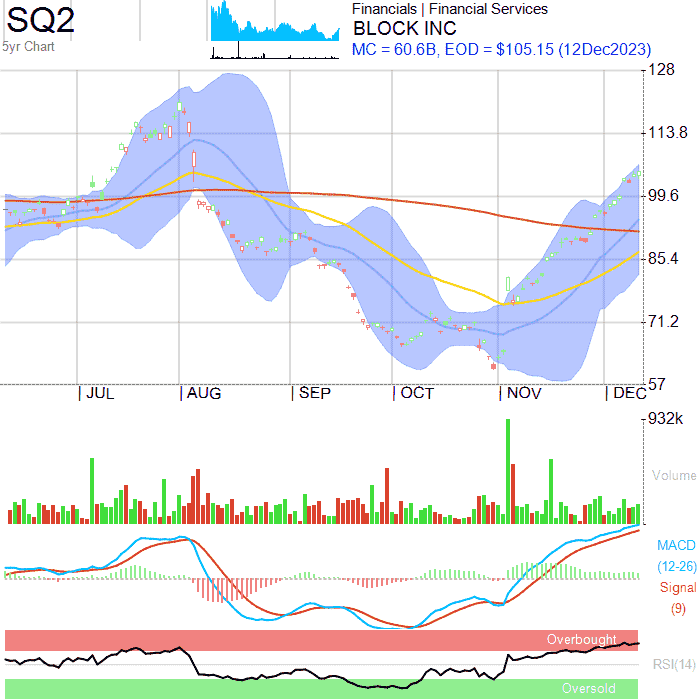 SQ2
5yr Chart
Financials | Financial Services
BLOCK INC
MC = 60.6B, EOD = $105.15 (12Dec2023)
128
113.8
99.6
85.4
71.2
57
JUL
AUG
SEP
OCT
NOV
DEC
932k
Volume
MACD
(12-26)
Signal
(9)
Overbought
RSI(14)
Oversold